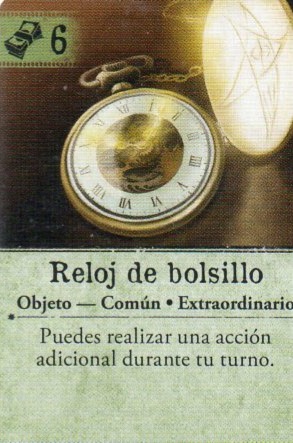 6
Reloj de bolsillo
Objeto — Común • Extraordinario
Puedes realizar una acción
adicional durante tu turno.